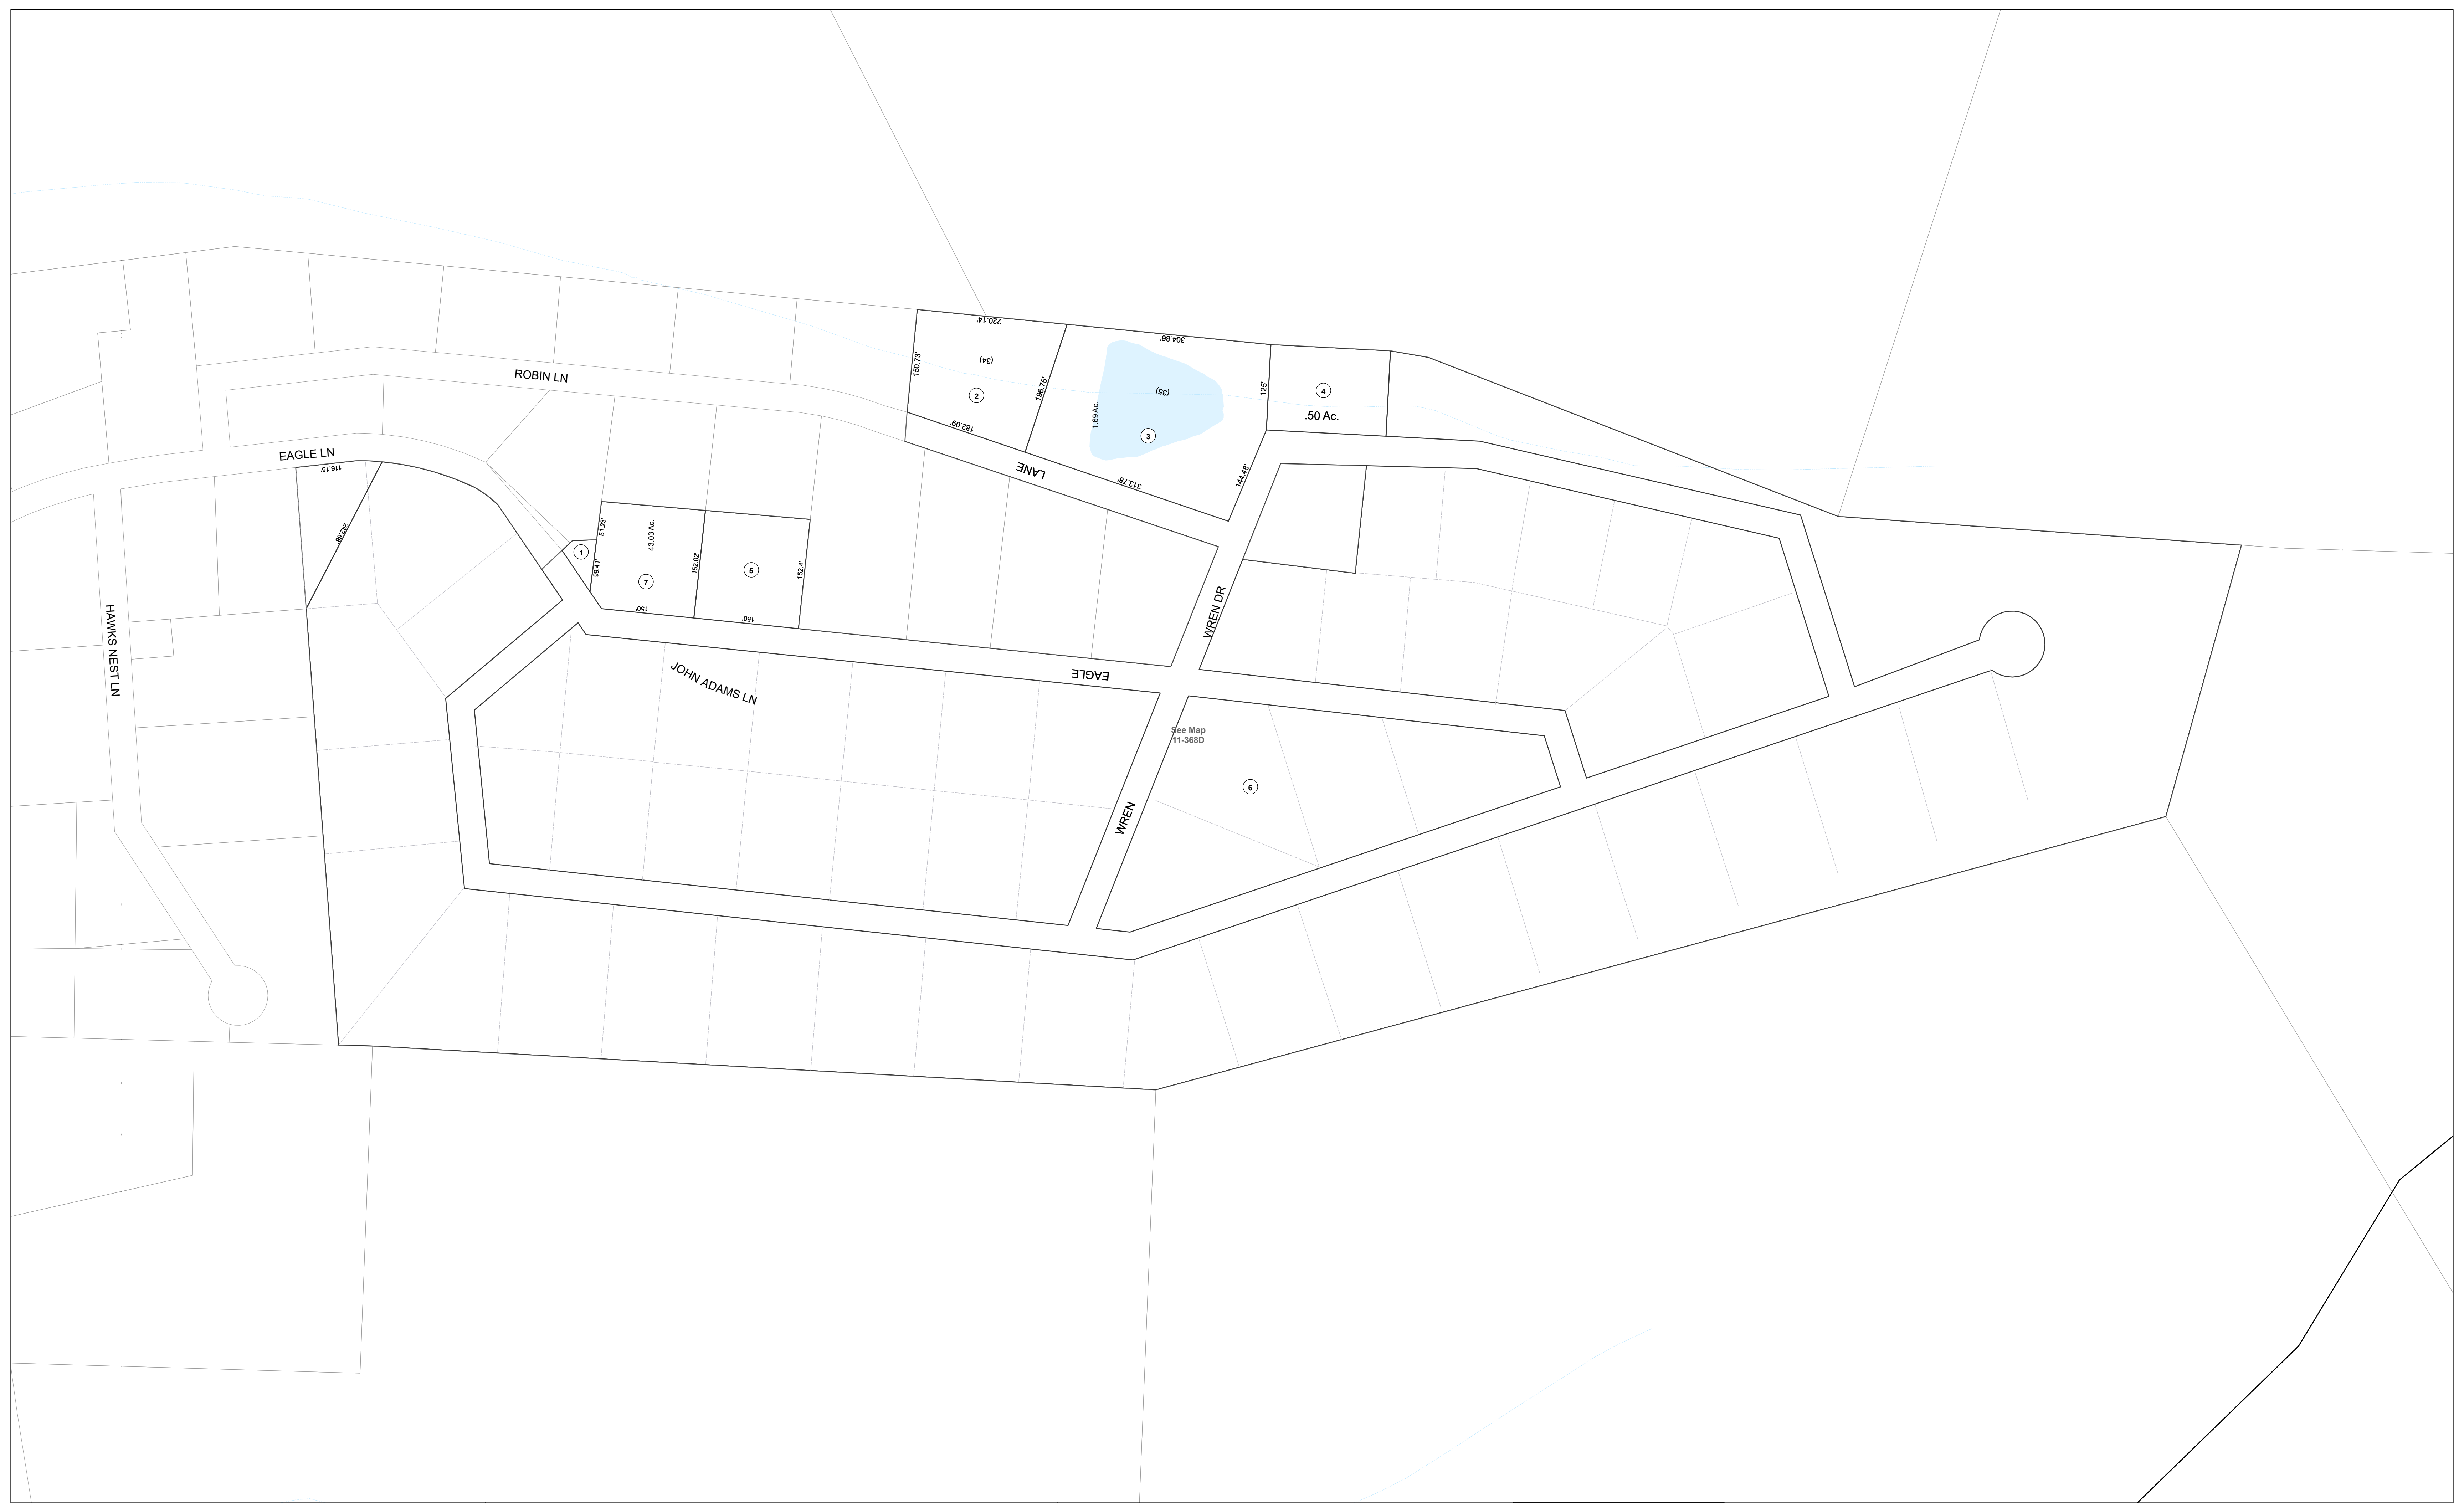 220.14'
304.86'
(34)
150.73'
ROBIN LN
2
196.75'
125'
4
(35)
.50 Ac.
1.69 Ac.
182.09'
3
EAGLE LN
116.15'
LANE
313.78'
144.48'
242.68'
51.23'
43.03 Ac.
1
99.41'
152.02'
5
152.4'
7
150'
150'
WREN DR
HAWKS NEST LN
EAGLE
JOHN ADAMS LN
See Map
11-368D
6
WREN